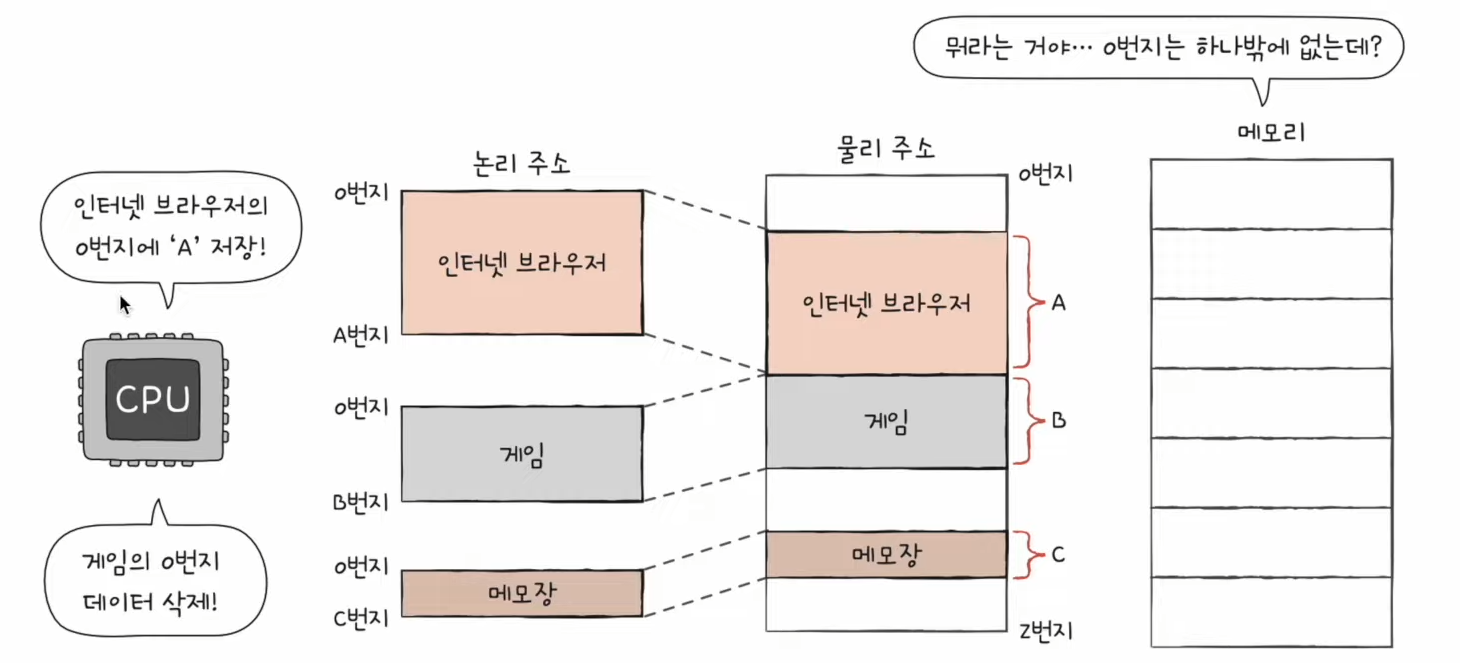 뭐라는 거야… 0번지는 하나밖에 없는데?
메모리
논리 주소
물리 주소
인터넷 브라우저의
0번지에 ‘A’ 저장!
CPU
게임의 0번지
데이터 삭제!
0번지
인터넷 브라우저
A번지
0번지
게임
B번지
0번지
메모장
C번지
0번지
인터넷 브라우저
A
게임
B
메모장
C
Z번지